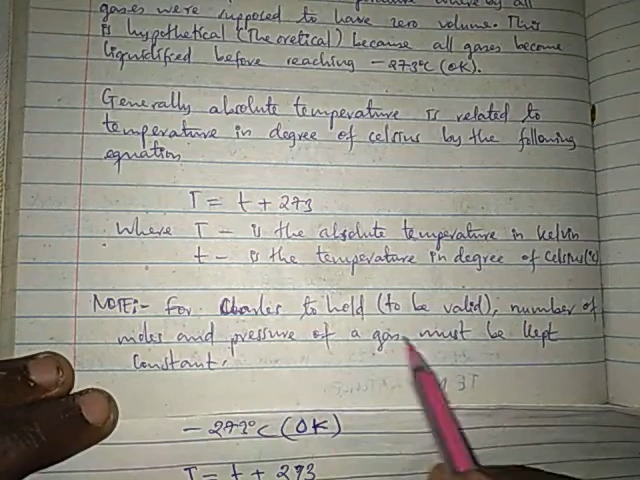 gases were supposed to have zero volume. This
is hypothetical (Theoretical) because all gases become
liquidified before reaching -273°C (0K).
Generally absolute temperature is related to
temperature in degree of celsius by the following
equation
T = t + 273
Where T - is the absolute temperature in kelvin
t - is the temperature in degree of Celsius(°C)
NOTE:- For Charles to hold (to be valid), number of
moles and pressure of a gas must be kept
constant.
-273°C (0K)
T = t + 273